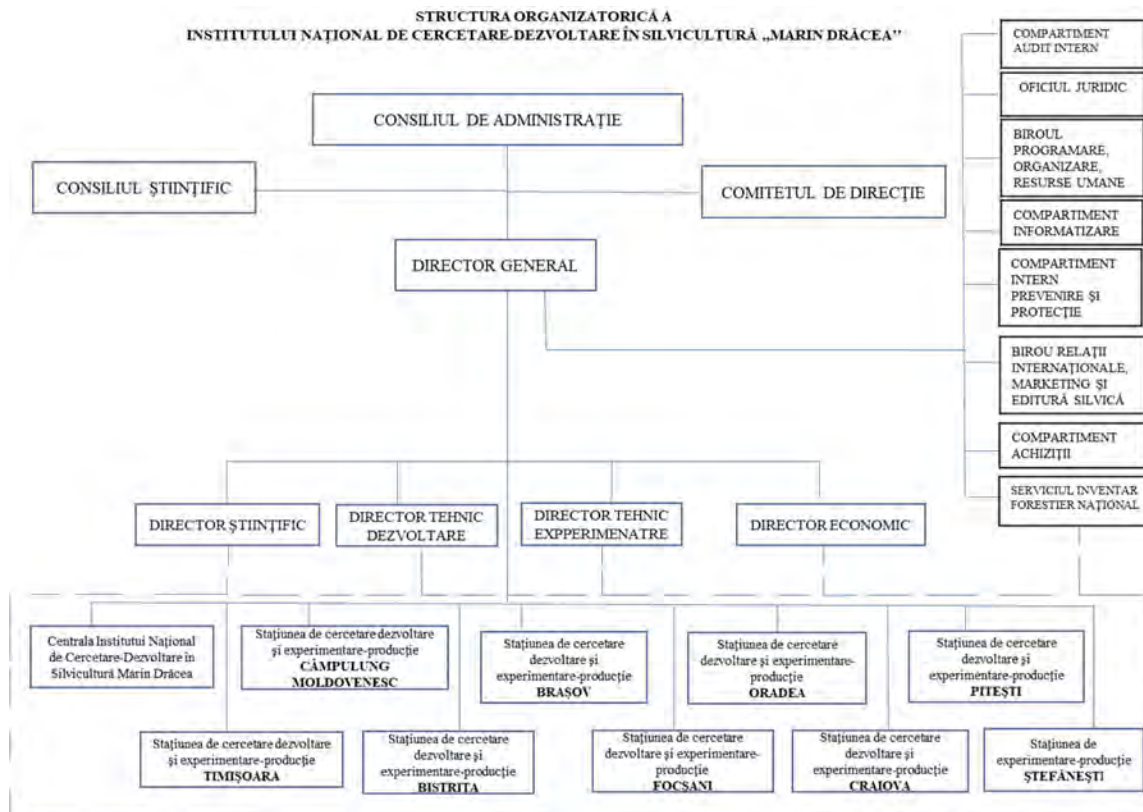 STRUCTURA ORGANIZATORICĂ A
INSTITUTULUI NAȚIONAL DE CERCETARE-DEZVOLTARE ÎN SILVICULTURĂ „MARIN DRĂCEA”
COMPARTIMENT
AUDIT INTERN
OFICIUL JURIDIC
BIROUL
PROGRAMARE,
ORGANIZARE,
RESURSE UMANE
COMPARTIMENT
INFORMATIZARE
COMPARTIMENT
INTERN
PREVENIRE ȘI
PROTECȚIE
BIROU RELAȚII
INTERNAȚIONALE,
MARKETING ȘI
EDITURĂ SILVICĂ
COMPARTIMENT
ACHIZIȚII
SERVICIUL INVENTAR
FORESTIER NAȚIONAL
CONSILIUL DE ADMINISTRAȚIE
CONSILIUL ȘTIINȚIFIC
COMITETUL DE DIRECȚIE
DIRECTOR GENERAL
DIRECTOR ȘTIINȚIFIC
DIRECTOR TEHNIC
DEZVOLTARE
DIRECTOR TEHNIC
EXPPERIMENATRE
DIRECTOR ECONOMIC
Centrala Institutui Național
de Cercetare-Dezvoltare în
Silvicultură Marin Drăcea
Stațiunea de cercetare dezvoltare
și experimentare-producție
CÂMPULUNG
MOLDOVENESC
Stațiunea de cercetare
dezvoltare și
experimentare-producție
BRAȘOV
Stațiunea de cercetare
dezvoltare și experimentare-
producție
ORADEA
Stațiunea de cercetare
dezvoltare și
experimentare-producție
PITEȘTI
Stațiunea de cercetare dezvoltare
și experimentare-producție
TIMIȘOARA
Stațiunea de cercetare
dezvoltare și
experimentare-producție
BISTRITA
Stațiunea de cercetare
dezvoltare și experimentare-
producție
FOCSANI
Stațiunea de cercetare
dezvoltare și
experimentare-producție
CRAIOVA
Stațiunea de
experimentare-producție
ȘTEFĂNEȘTI